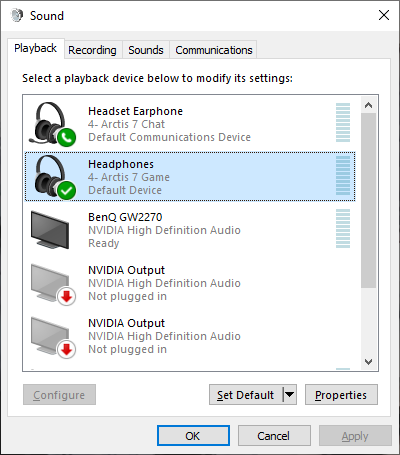 Sound
Playback Recording Sounds Communications
Select a playback device below to modify its settings:
Headset Earphone
4- Arctis 7 Chat
Default Communications Device
Headphones
4- Arctis 7 Game
Default Device
BenQ GW2270
NVIDIA High Definition Audio
Ready
NVIDIA Output
NVIDIA High Definition Audio
Not plugged in
NVIDIA Output
NVIDIA High Definition Audio
Not plugged in
Configure Set Default Properties
OK Cancel Apply